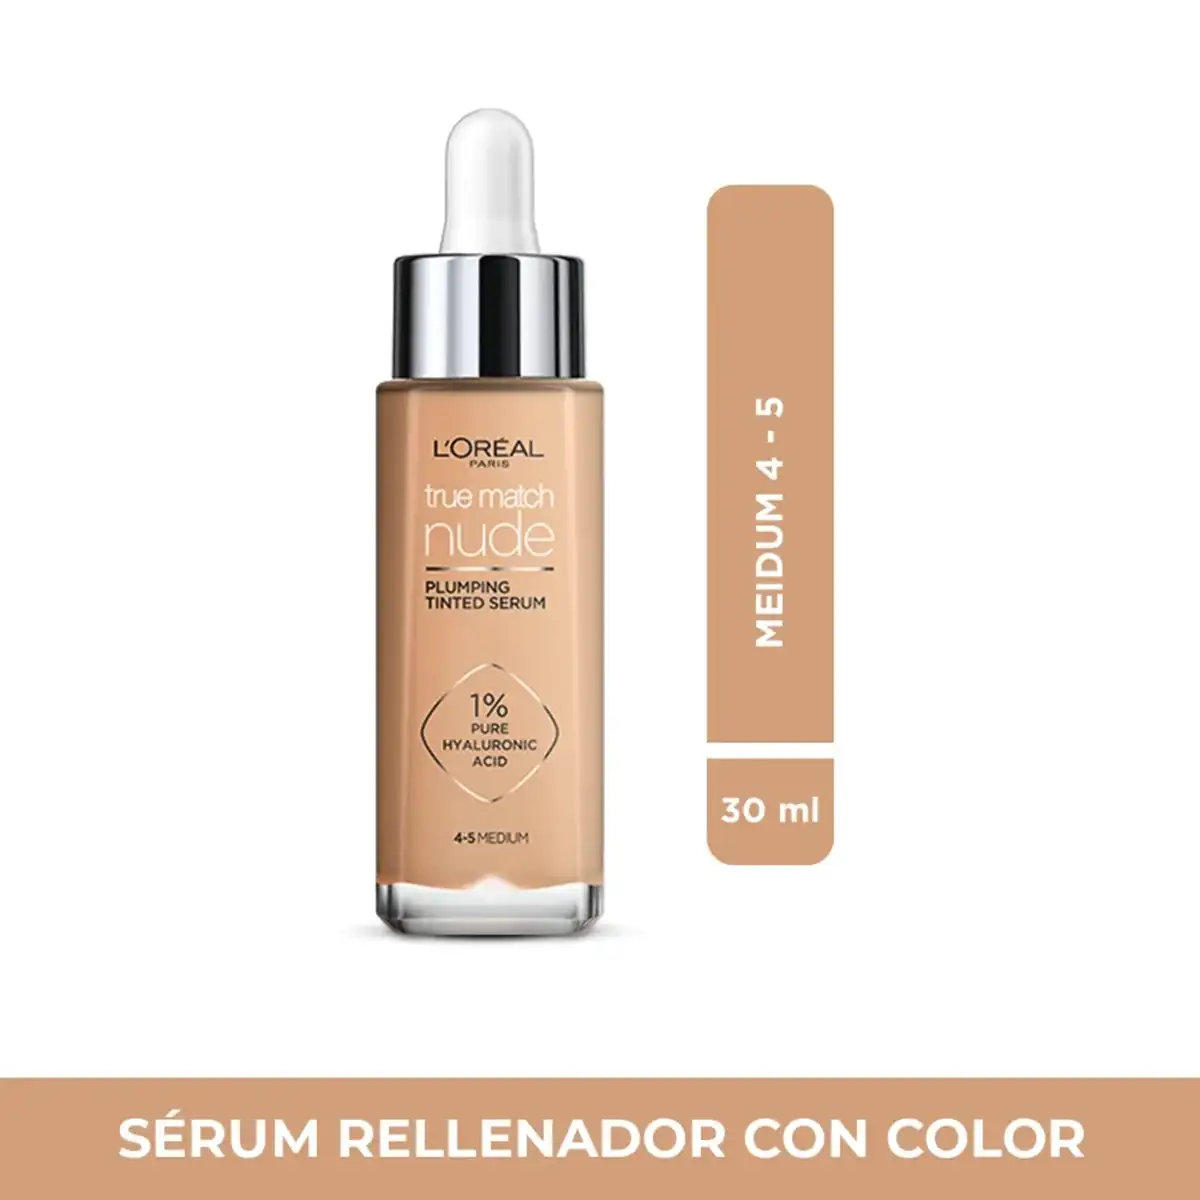 L'ORÉAL
PARIS
true match
nude
PLUMPING
TINTED SERUM
1%
PURE
HYALURONIC
ACID
4-5 MEDIUM
MEIDUM 4 - 5
30 ml
SÉRUM RELLENADOR CON COLOR